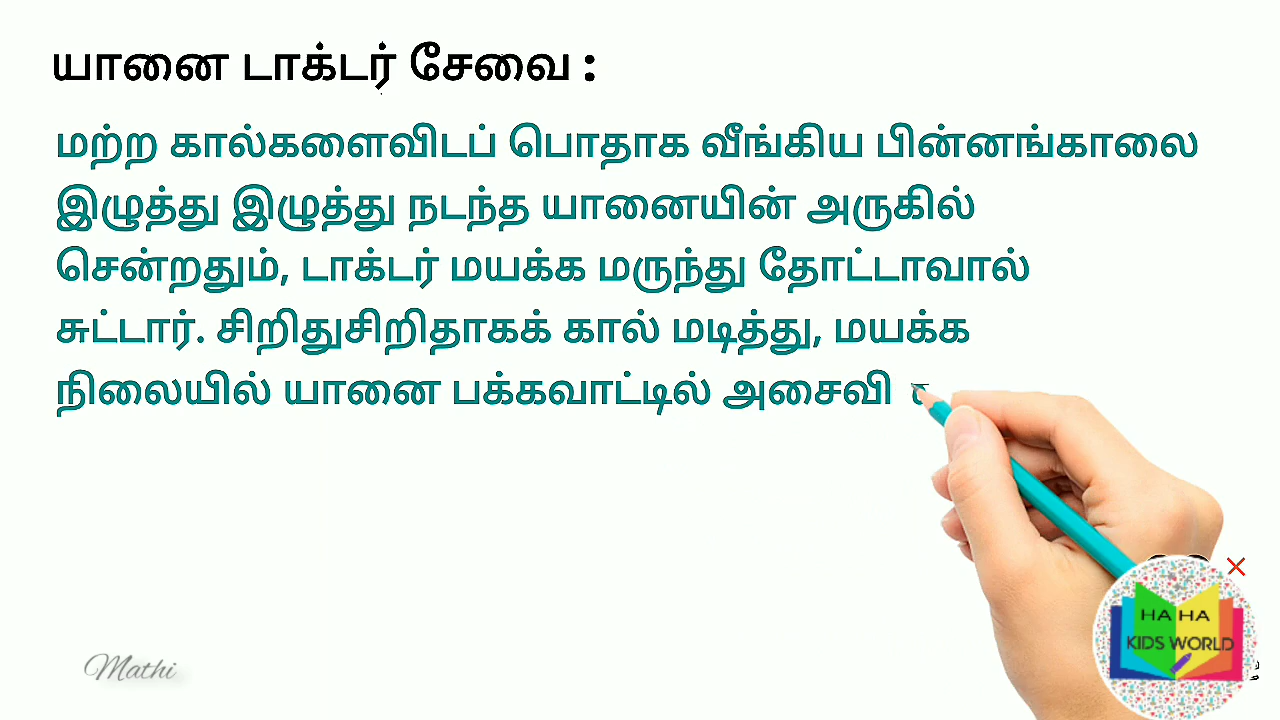 யானை டாக்டர் சேவை :
மற்ற கால்களைவிடப் பொதாக வீங்கிய பின்னங்காலை
இழுத்து இழுத்து நடந்த யானையின் அருகில்
சென்றதும், டாக்டர் மயக்க மருந்து தோட்டாவால்
சுட்டார். சிறிதுசிறிதாகக் கால் மடித்து, மயக்க
நிலையில் யானை பக்கவாட்டில் அசைவி
HA HA
KIDS WORLD
Mathi